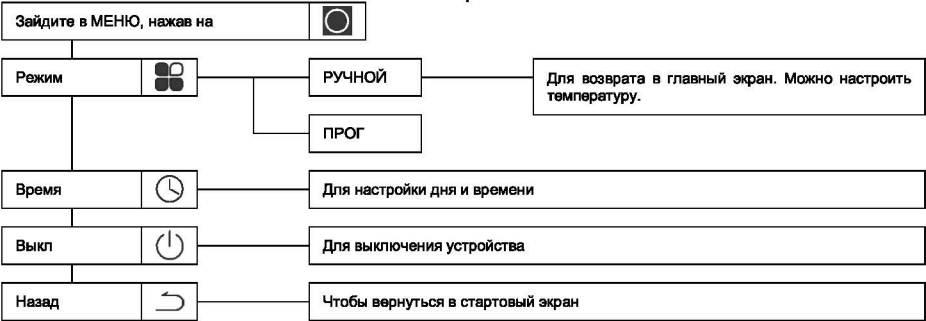 Зайдите в МЕНЮ, нажав на
Режим
РУЧНОЙ
Для возврата в главный экран. Можно настроить
температуру.
ПРОГ
Время
Для настройки дня и времени
Выкл
Для выключения устройства
Назад
Чтобы вернуться в стартовый экран